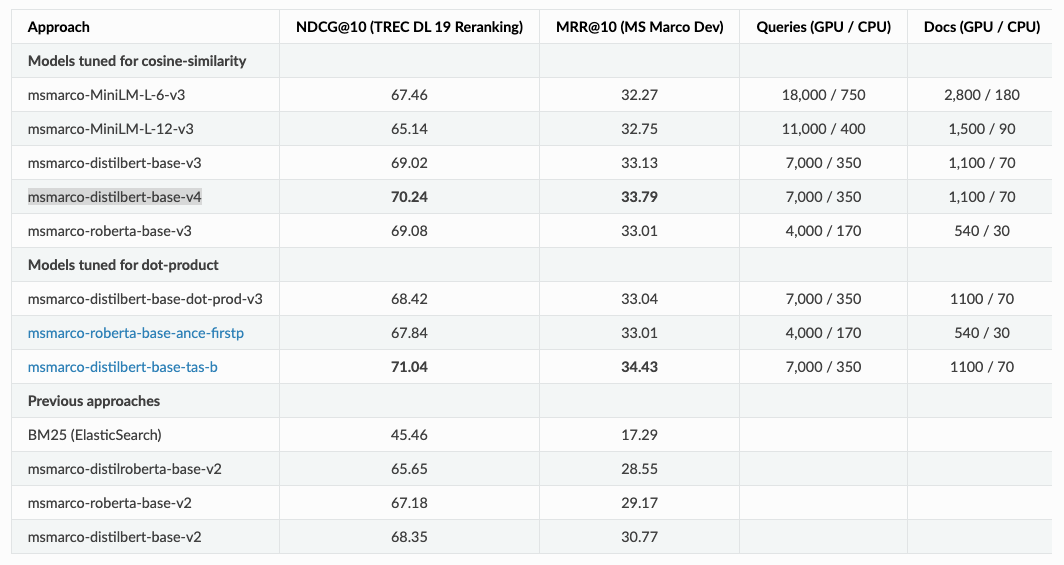 Approach NDCG@10 (TREC DL 19 Reranking) MRR@10 (MS Marco Dev) Queries (GPU / CPU) Docs (GPU / CPU)
Models tuned for cosine-similarity
msmarco-MiniLM-L-6-v3 67.46 32.27 18,000 / 750 2,800 / 180
msmarco-MiniLM-L-12-v3 65.14 32.75 11,000 / 400 1,500 / 90
msmarco-distilbert-base-v3 69.02 33.13 7,000 / 350 1,100 / 70
msmarco-distilbert-base-v4 70.24 33.79 7,000 / 350 1,100 / 70
msmarco-roberta-base-v3 69.08 33.01 4,000 / 170 540 / 30
Models tuned for dot-product
msmarco-distilbert-base-dot-prod-v3 68.42 33.04 7,000 / 350 1100 / 70
msmarco-roberta-base-ance-firstp 67.84 33.01 4,000 / 170 540 / 30
msmarco-distilbert-base-tas-b 71.04 34.43 7,000 / 350 1100 / 70
Previous approaches
BM25 (ElasticSearch) 45.46 17.29
msmarco-distilroberta-base-v2 65.65 28.55
msmarco-roberta-base-v2 67.18 29.17
msmarco-distilbert-base-v2 68.35 30.77